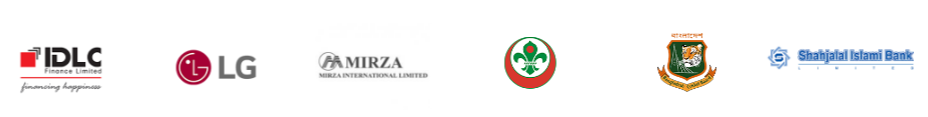 IDLC
Finance Limited
financing happiness
LG
MIRZA
MIRZA INTERNATIONAL LIMITED
বাংলাদেশ
Shahjalal Islami Bank
LIMITED